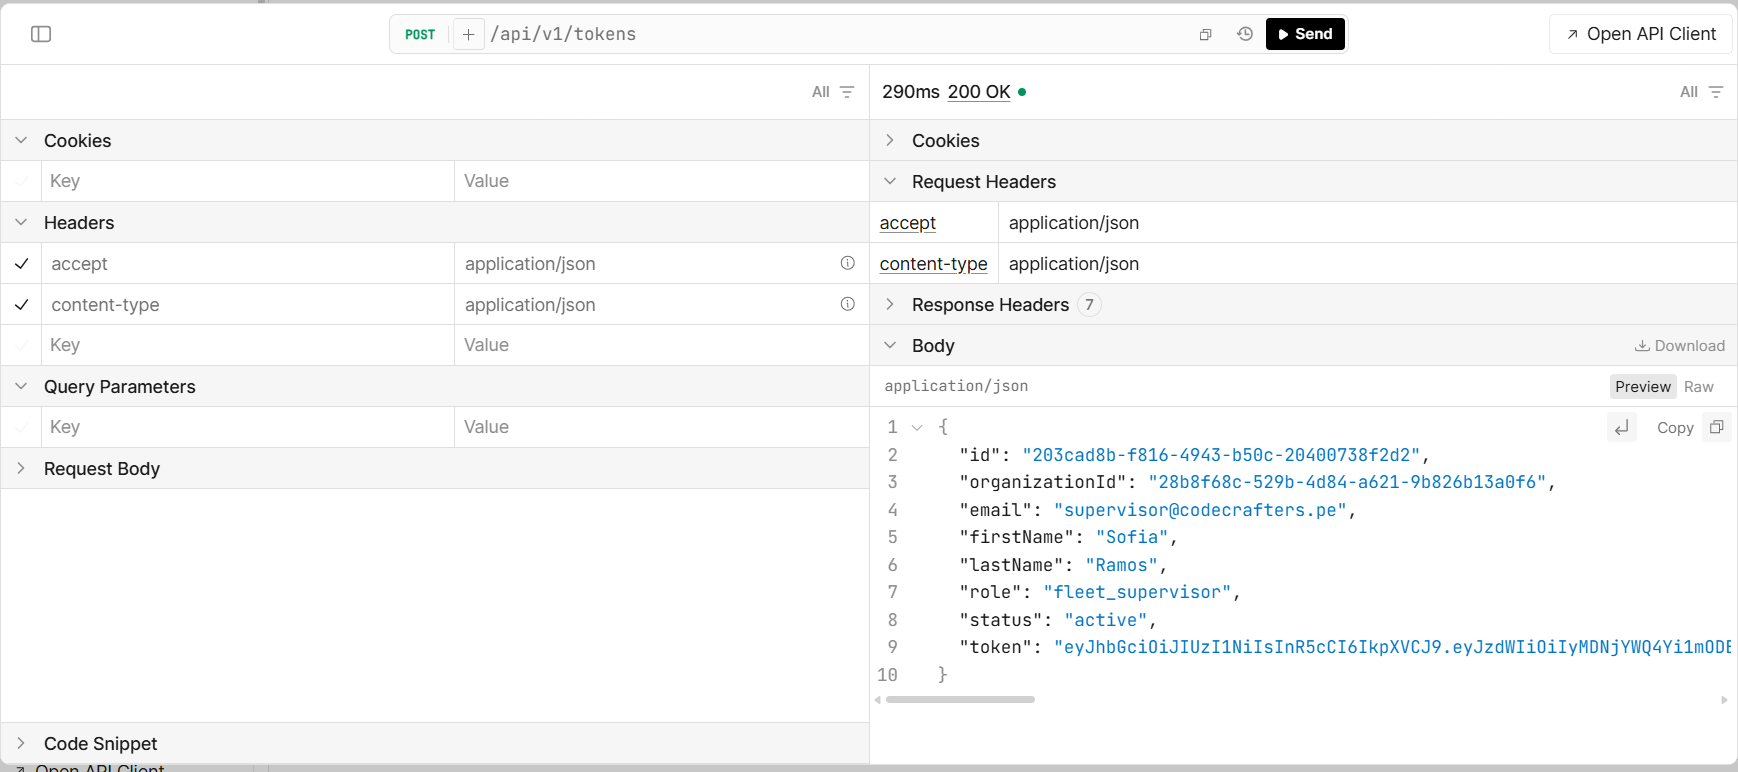 POST + /api/v1/tokens Send Open API Client
All
Cookies
Key Value
Headers
accept application/json
content-type application/json
Key Value
Query Parameters
Key Value
Request Body
Code Snippet
Open API Client
290ms 200 OK All
Cookies
Request Headers
accept application/json
content-type application/json
Response Headers 7
Body Download
application/json Preview Raw
Copy
1 {
2 "id": "203cad8b-f816-4943-b50c-20400738f2d2",
3 "organizationId": "28b8f68c-529b-4d84-a621-9b826b13a0f6",
4 "email": "supervisor@codecrafters.pe",
5 "firstName": "Sofia",
6 "lastName": "Ramos",
7 "role": "fleet_supervisor",
8 "status": "active",
9 "token": "eyJhbGciOiJIUzI1NiIsInR5cCI6IkpXVCJ9.eyJzdWIiOiIyMDNjYWQ4Yi1mODE
10 }